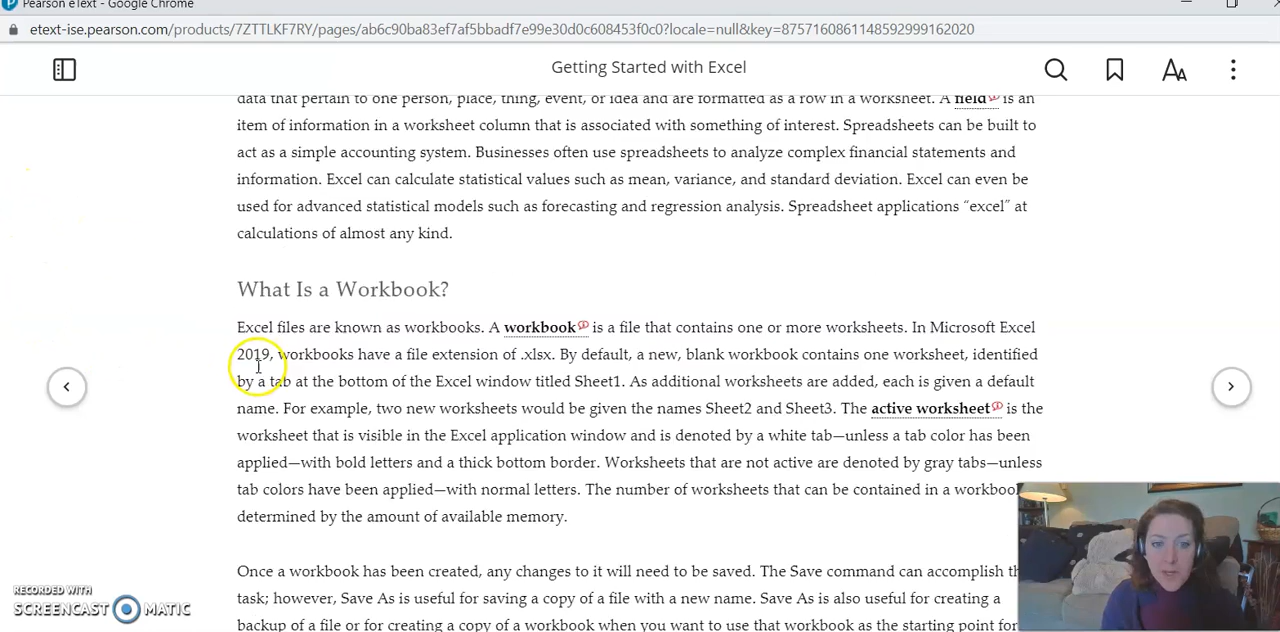 Pearson eText - Google Chrome
etext-ise.pearson.com/products/7ZTTLKF7RY/pages/ab6c90ba83ef7af5bbadf7e99e30d0c608453f0c0?locale=null&key=8757160861148592999162020
Getting Started with Excel
data that pertain to one person, place, thing, event, or idea and are formatted as a row in a worksheet. A field is an
item of information in a worksheet column that is associated with something of interest. Spreadsheets can be built to
act as a simple accounting system. Businesses often use spreadsheets to analyze complex financial statements and
information. Excel can calculate statistical values such as mean, variance, and standard deviation. Excel can even be
used for advanced statistical models such as forecasting and regression analysis. Spreadsheet applications “excel” at
calculations of almost any kind.
What Is a Workbook?
Excel files are known as workbooks. A workbook is a file that contains one or more worksheets. In Microsoft Excel
2019, workbooks have a file extension of .xlsx. By default, a new, blank workbook contains one worksheet, identified
by a tab at the bottom of the Excel window titled Sheet1. As additional worksheets are added, each is given a default
name. For example, two new worksheets would be given the names Sheet2 and Sheet3. The active worksheet is the
worksheet that is visible in the Excel application window and is denoted by a white tab—unless a tab color has been
applied—with bold letters and a thick bottom border. Worksheets that are not active are denoted by gray tabs—unless
tab colors have been applied—with normal letters. The number of worksheets that can be contained in a workboo
determined by the amount of available memory.
Once a workbook has been created, any changes to it will need to be saved. The Save command can accomplish th
task; however, Save As is useful for saving a copy of a file with a new name. Save As is also useful for creating a
backup of a file or for creating a copy of a workbook when you want to use that workbook as the starting point for
RECORDED WITH
SCREENCAST MATIC